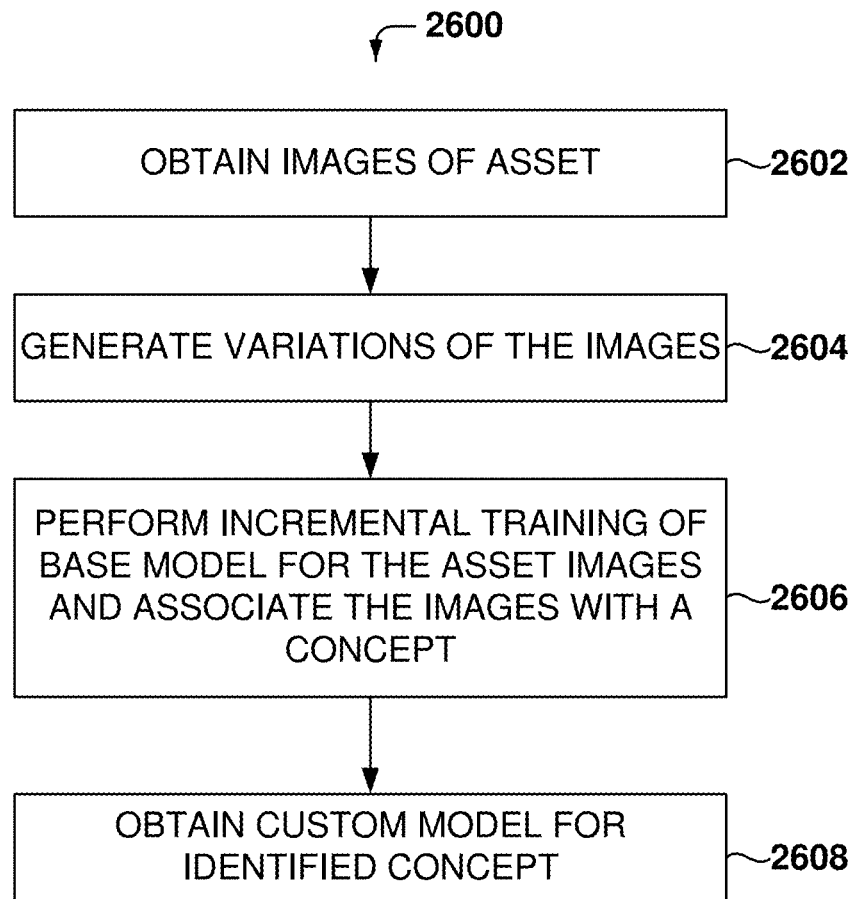 2600
OBTAIN IMAGES OF ASSET
2602
GENERATE VARIATIONS OF THE IMAGES
2604
PERFORM INCREMENTAL TRAINING OF
BASE MODEL FOR THE ASSET IMAGES
AND ASSOCIATE THE IMAGES WITH A
CONCEPT
2606
OBTAIN CUSTOM MODEL FOR
IDENTIFIED CONCEPT
2608